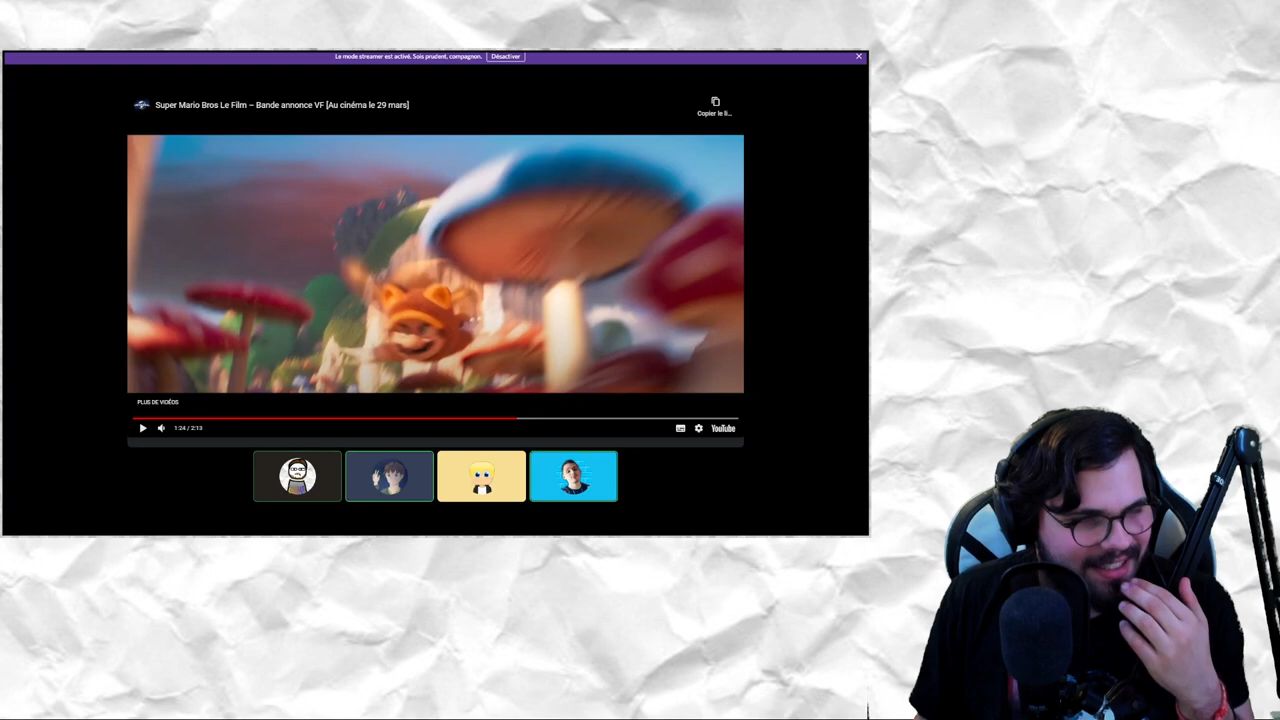 Le mode streamer est activé. Sois prudent, compagnon. Désactiver
Super Mario Bros Le Film – Bande annonce VF [Au cinéma le 29 mars]
Copier le li...
PLUS DE VIDÉOS
1:24 / 2:13
YouTube